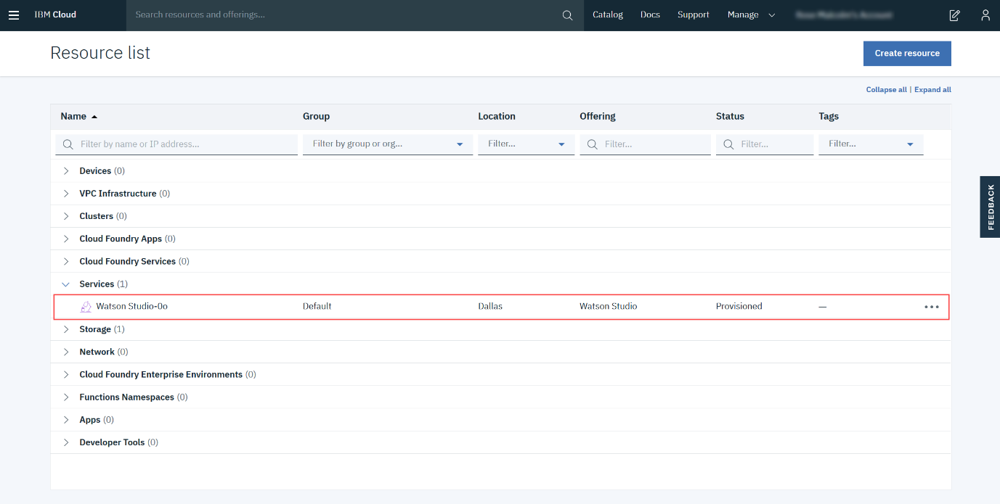 IBM Cloud Search resources and offerings... Catalog Docs Support Manage
Resource list
Create resource
Collapse all | Expand all
Name Group Location Offering Status Tags
Filter by name or IP address... Filter by group or org... Filter... Filter... Filter... Filter...
Devices (0)
VPC Infrastructure (0)
Clusters (0)
Cloud Foundry Apps (0)
Cloud Foundry Services (0)
Services (1)
Watson Studio-0o Default Dallas Watson Studio Provisioned —
Storage (1)
Network (0)
Cloud Foundry Enterprise Environments (0)
Functions Namespaces (0)
Apps (0)
Developer Tools (0)
FEEDBACK